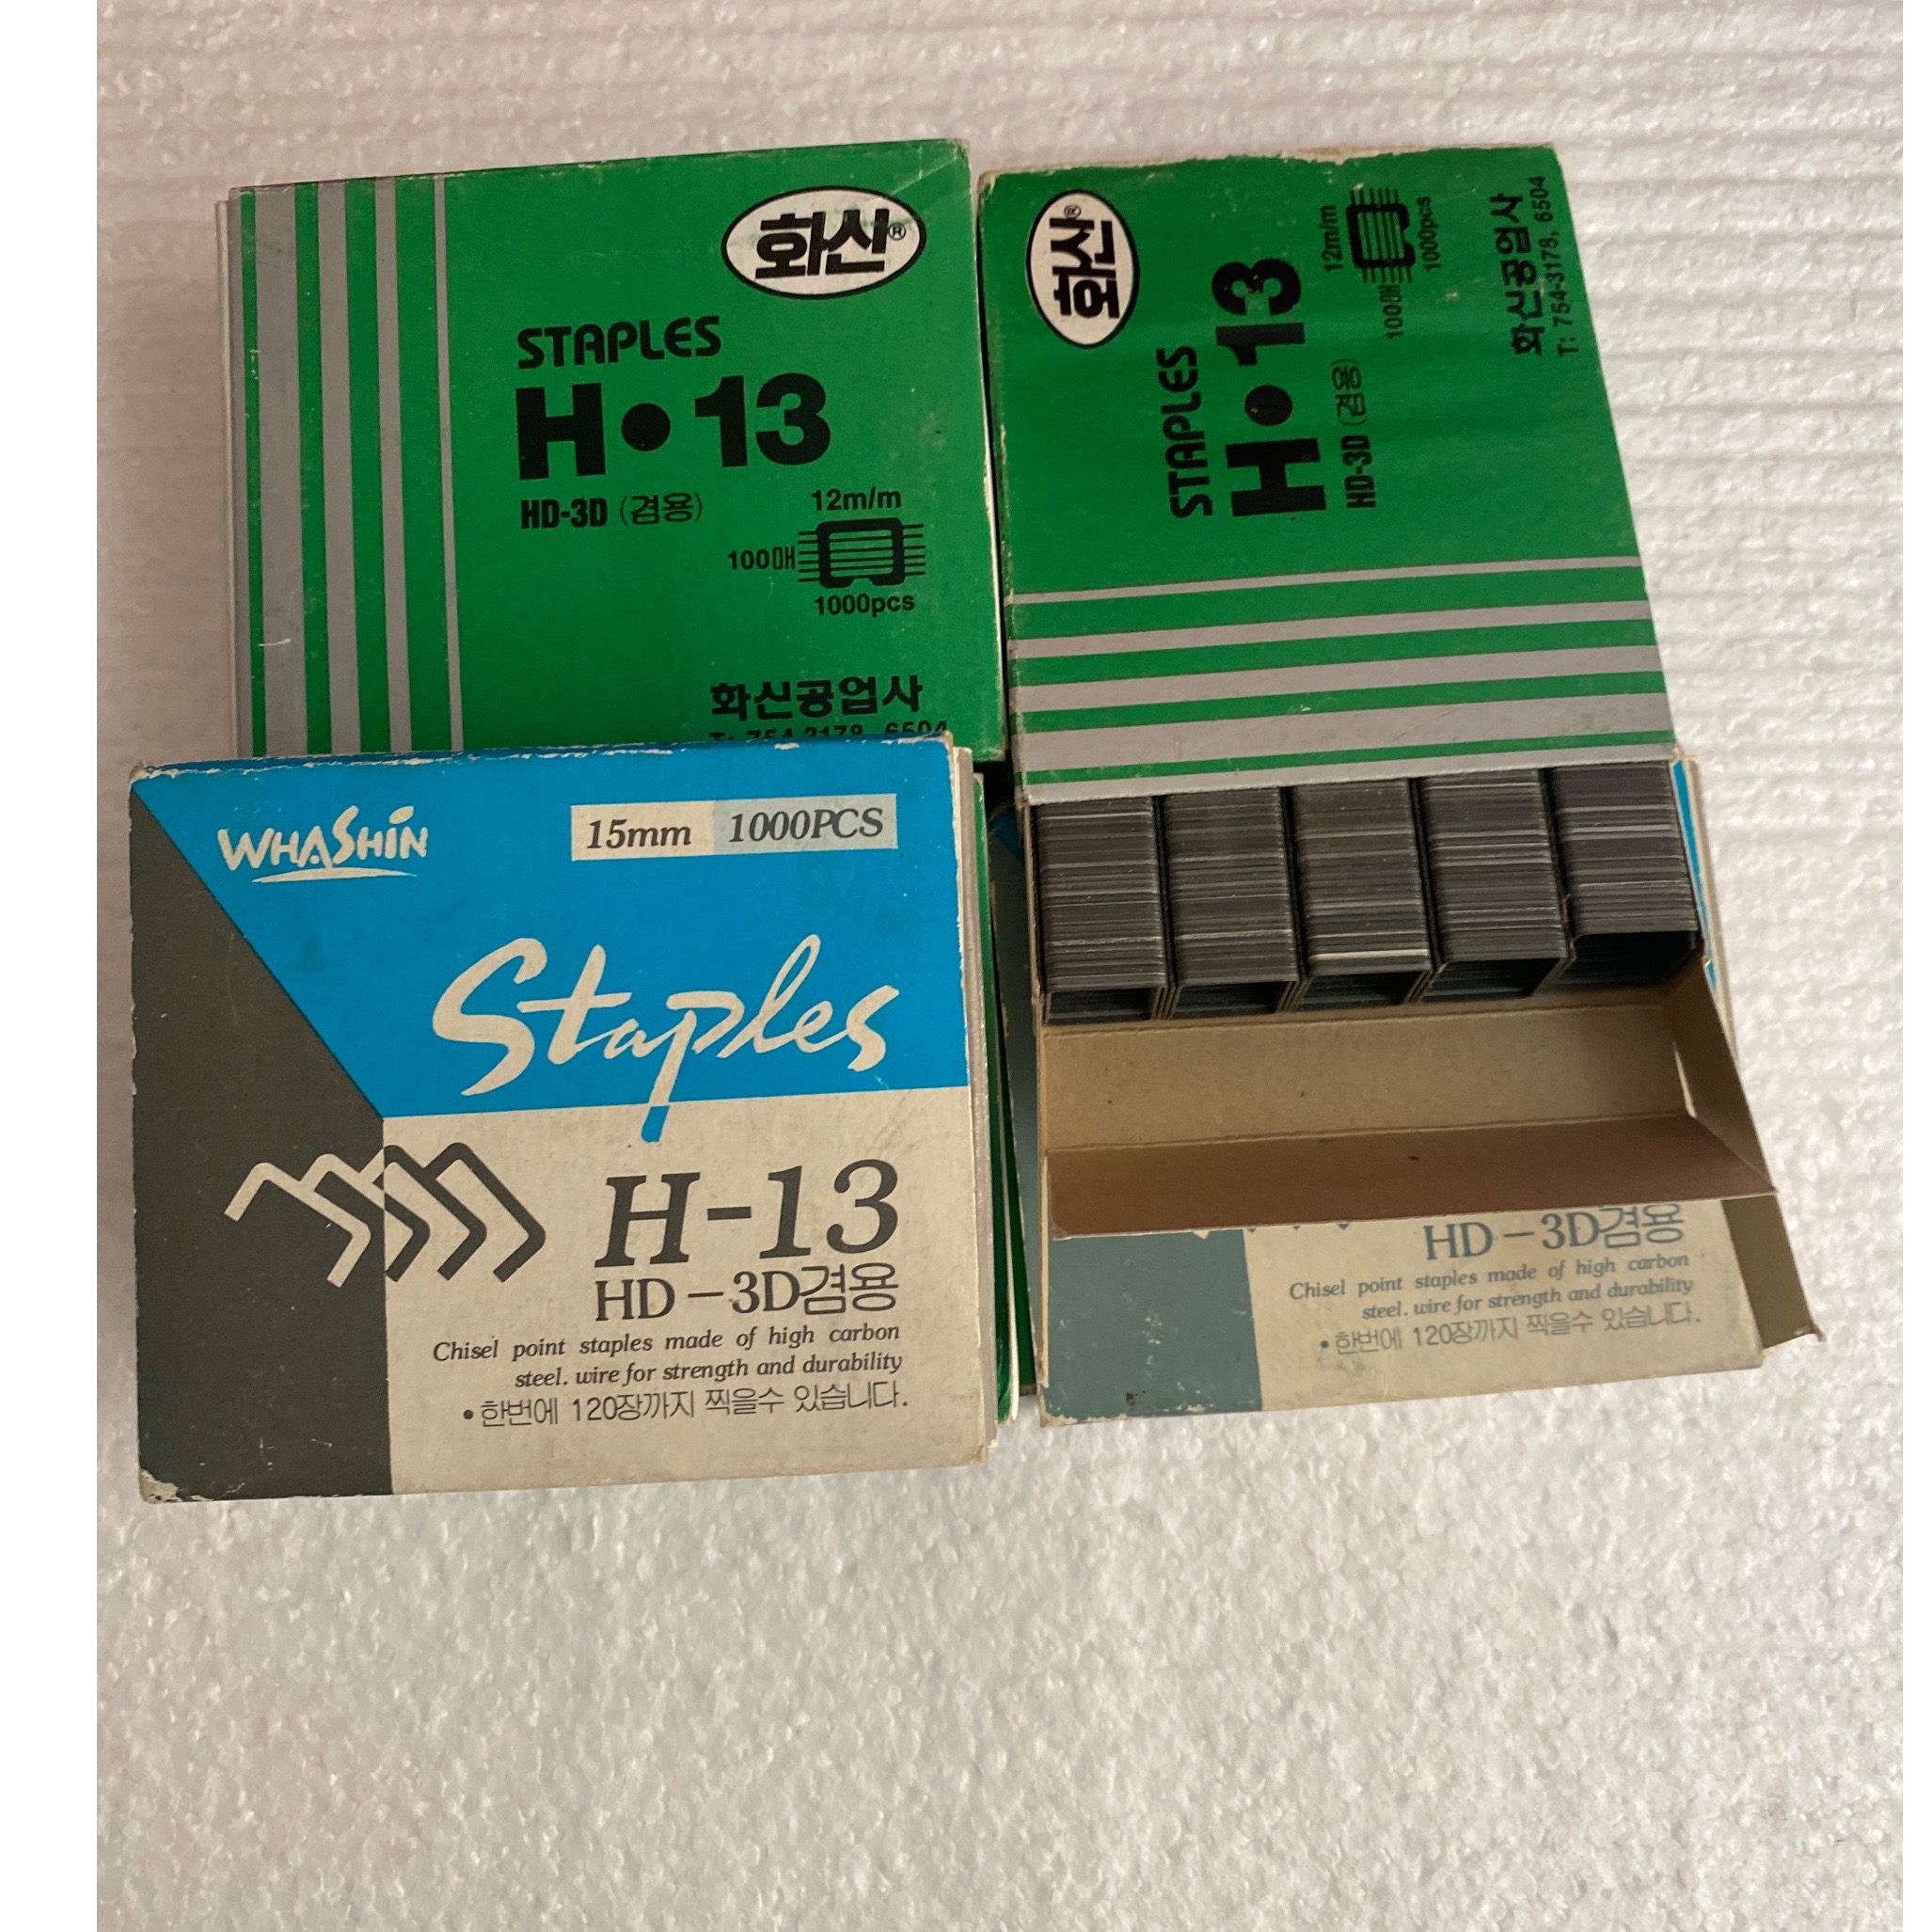 화신®
STAPLES
H•13
HD-3D (겸용)
12m/m
100매
1000pcs
화신공업사
T: 754-3178, 6504
화신®
STAPLES
H•13
HD-3D (겸용)
12m/m
100매
1000pcs
화신공업사
T: 754-3178, 6504
WHASHIN
15mm 1000PCS
Staples
H-13
HD-3D겸용
Chisel point staples made of high carbon
steel. wire for strength and durability
• 한번에 120장까지 찍을수 있습니다.
HD-3D겸용
Chisel point staples made of high carbon
steel. wire for strength and durability
• 한번에 120장까지 찍을수 있습니다.